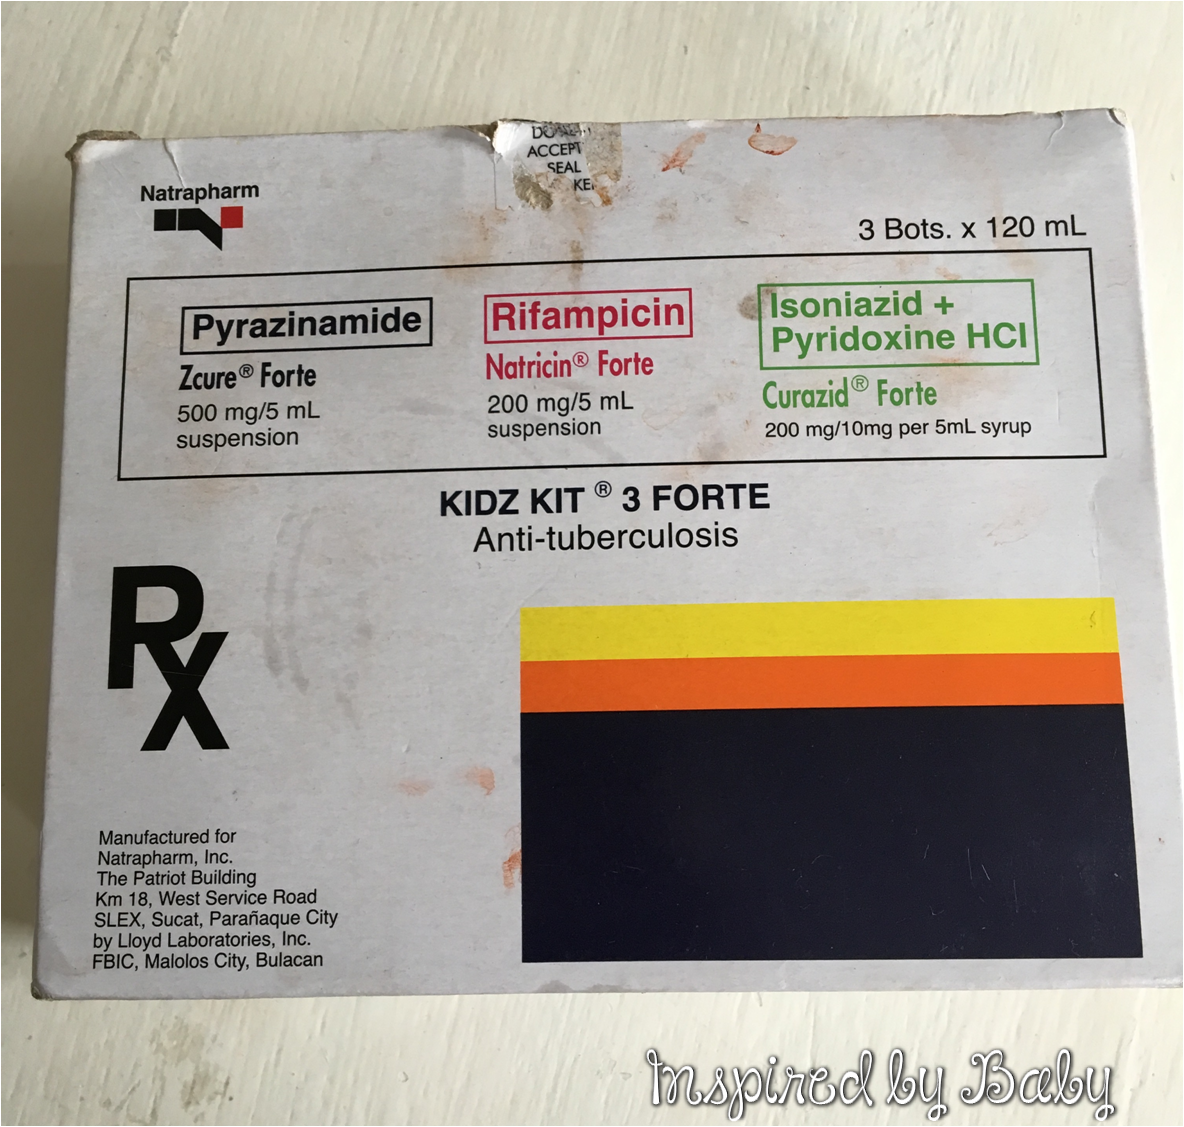 ACCEPT
SEAL
Natrapharm
3 Bots. x 120 mL
Pyrazinamide
Zcure® Forte
500 mg/5 mL
suspension
Rifampicin
Natricin® Forte
200 mg/5 mL
suspension
Isoniazid +
Pyridoxine HCl
Curazid® Forte
200 mg/10mg per 5mL syrup
KIDZ KIT® 3 FORTE
Anti-tuberculosis
Rx
Manufactured for
Natrapharm, Inc.
The Patriot Building
Km 18, West Service Road
SLEX, Sucat, Parañaque City
by Lloyd Laboratories, Inc.
FBIC, Malolos City, Bulacan
Inspired by Baby